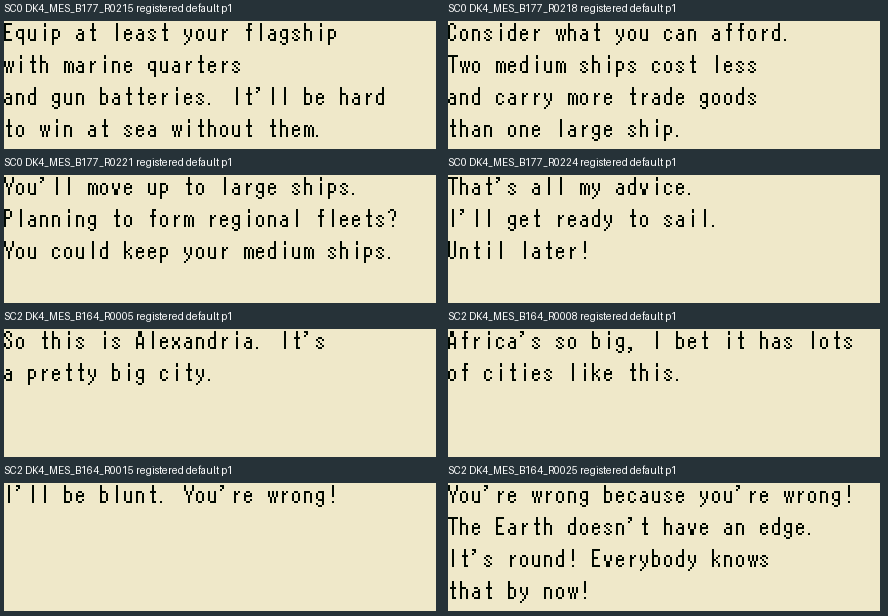 SC0 DK4_MES_B177_R0215 registered default p1
Equip at least your flagship
with marine quarters
and gun batteries. It'll be hard
to win at sea without them.
SC0 DK4_MES_B177_R0218 registered default p1
Consider what you can afford.
Two medium ships cost less
and carry more trade goods
than one large ship.
SC0 DK4_MES_B177_R0221 registered default p1
You'll move up to large ships.
Planning to form regional fleets?
You could keep your medium ships.
SC0 DK4_MES_B177_R0224 registered default p1
That's all my advice.
I'll get ready to sail.
Until later!
SC2 DK4_MES_B164_R0005 registered default p1
So this is Alexandria. It's
a pretty big city.
SC2 DK4_MES_B164_R0008 registered default p1
Africa's so big, I bet it has lots
of cities like this.
SC2 DK4_MES_B164_R0015 registered default p1
I'll be blunt. You're wrong!
SC2 DK4_MES_B164_R0025 registered default p1
You're wrong because you're wrong!
The Earth doesn't have an edge.
It's round! Everybody knows
that by now!